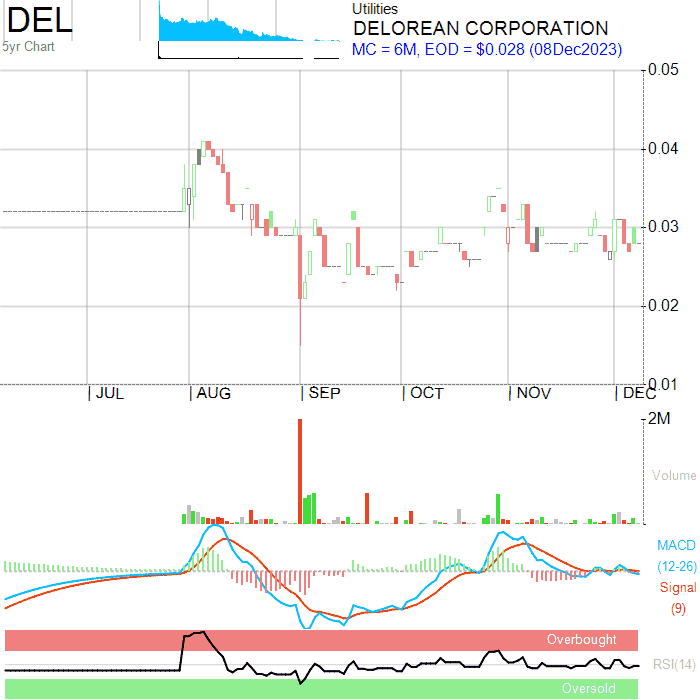 DEL
5yr Chart
Utilities
DELOREAN CORPORATION
MC = 6M, EOD = $0.028 (08Dec2023)
0.05
0.04
0.03
0.02
0.01
JUL
AUG
SEP
OCT
NOV
DEC
2M
Volume
MACD
(12-26)
Signal
(9)
Overbought
RSI(14)
Oversold